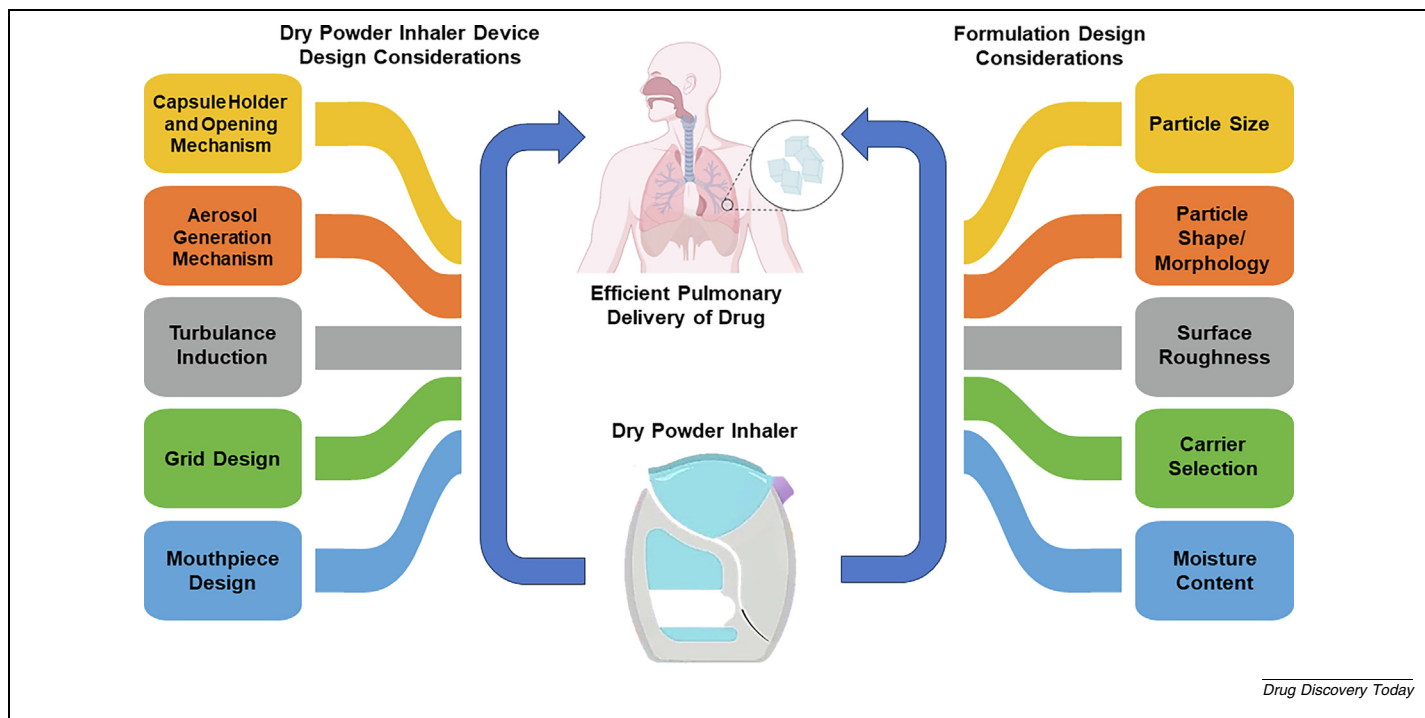 Dry Powder Inhaler Device
Design Considerations
Capsule Holder
and Opening
Mechanism
Aerosol
Generation
Mechanism
Turbulance
Induction
Grid Design
Mouthpiece
Design
Efficient Pulmonary
Delivery of Drug
Dry Powder Inhaler
Formulation Design
Considerations
Particle Size
Particle
Shape/
Morphology
Surface
Roughness
Carrier
Selection
Moisture
Content
Drug Discovery Today